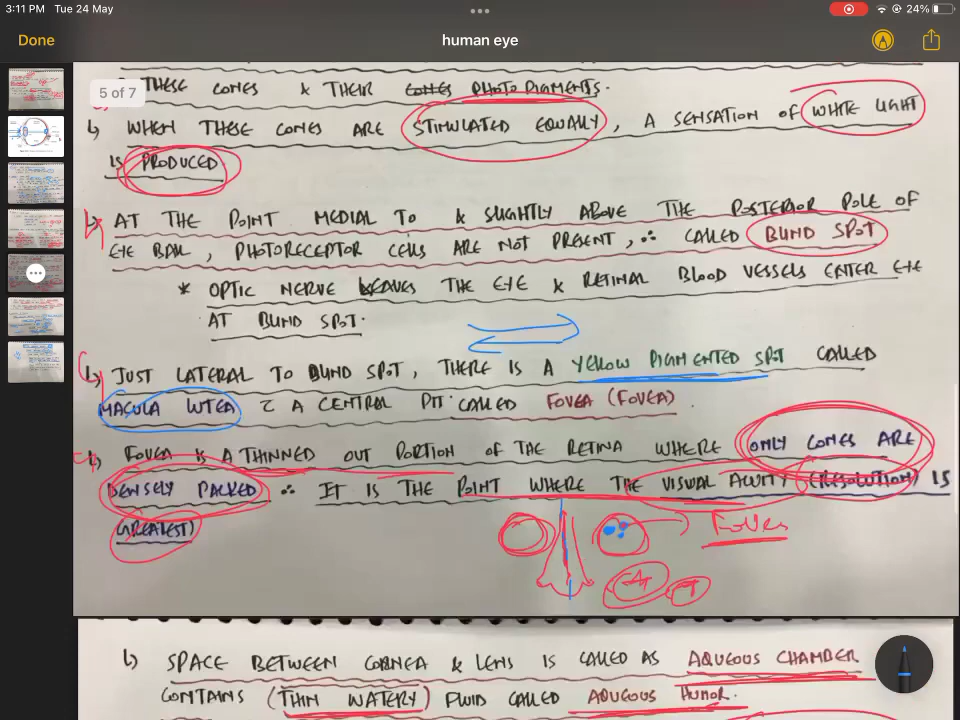 3:11 PM Tue 24 May
24%
Done
human eye
5 of 7
THESE CONES & THEIR CONES PHOTO PIGMENTS.
↳ WHEN THESE CONES ARE STIMULATED EQUALLY, A SENSATION OF WHITE LIGHT
IS PRODUCED
↳ AT THE POINT MEDIAL TO & SLIGHTLY ABOVE THE POSTERIOR POLE OF
EYE BALL, PHOTORECEPTOR CELLS ARE NOT PRESENT, ∴ CALLED BLIND SPOT
* OPTIC NERVE LEAVES THE EYE & RETINAL BLOOD VESSELS ENTER EYE
AT BLIND SPOT.
↳ JUST LATERAL TO BLIND SPOT, THERE IS A YELLOW PIGMENTED SPOT CALLED
MACULA LUTEA C A CENTRAL PIT CALLED FOVEA (FOVEA).
↳ FOVEA IS A THINNED OUT PORTION OF THE RETINA WHERE ONLY CONES ARE
DENSELY PACKED ∴ IT IS THE POINT WHERE THE VISUAL ACUITY (RESOLUTION) IS
GREATEST)
Fovea
↳ SPACE BETWEEN CORNEA & LENS IS CALLED AS AQUEOUS CHAMBER
CONTAINS (THIN WATERY) FLUID CALLED AQUEOUS HUMOR.